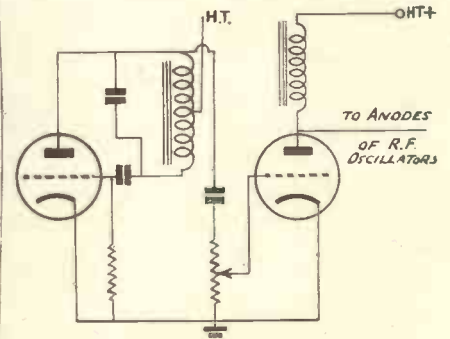 H.T.
HT+
TO ANODES
OF R.F.
OSCILLATORS